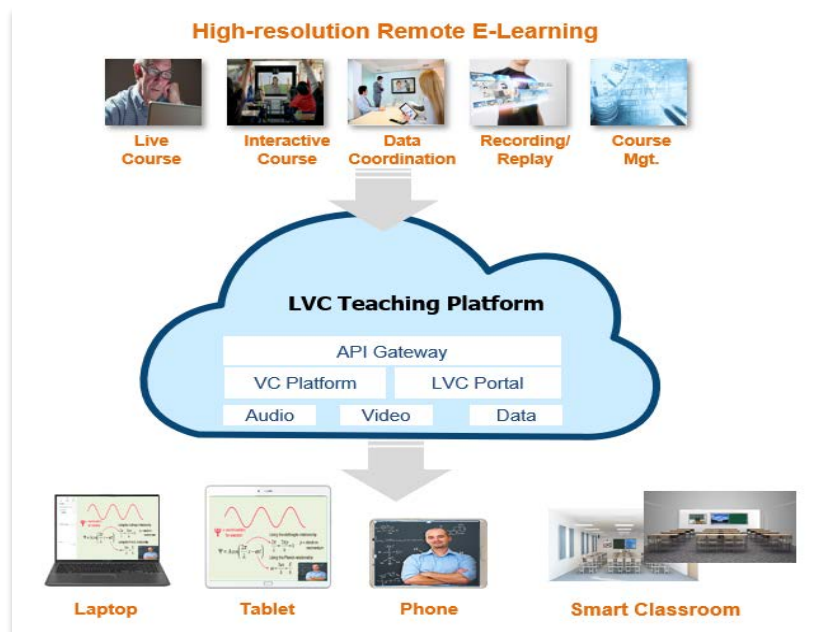 High-resolution Remote E-Learning
Live
Course
Interactive
Course
Data
Coordination
Recording/
Replay
Course
Mgt.
LVC Teaching Platform
API Gateway
VC Platform
LVC Portal
Audio
Video
Data
Laptop
Tablet
Phone
Smart Classroom